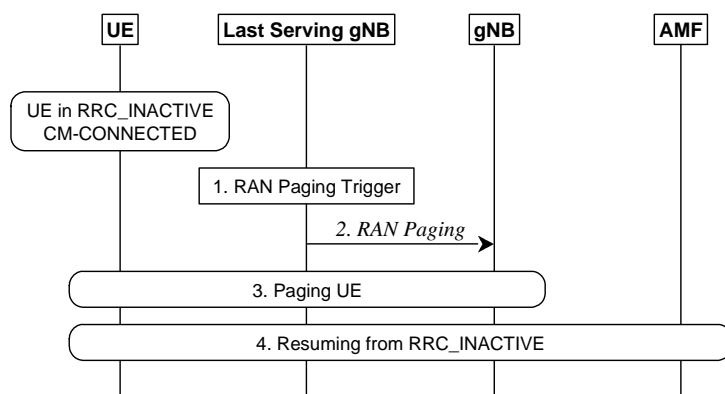 UE
Last Serving gNB
gNB
AMF
UE in RRC_INACTIVE
CM-CONNECTED
1. RAN Paging Trigger
2. RAN Paging
3. Paging UE
4. Resuming from RRC_INACTIVE